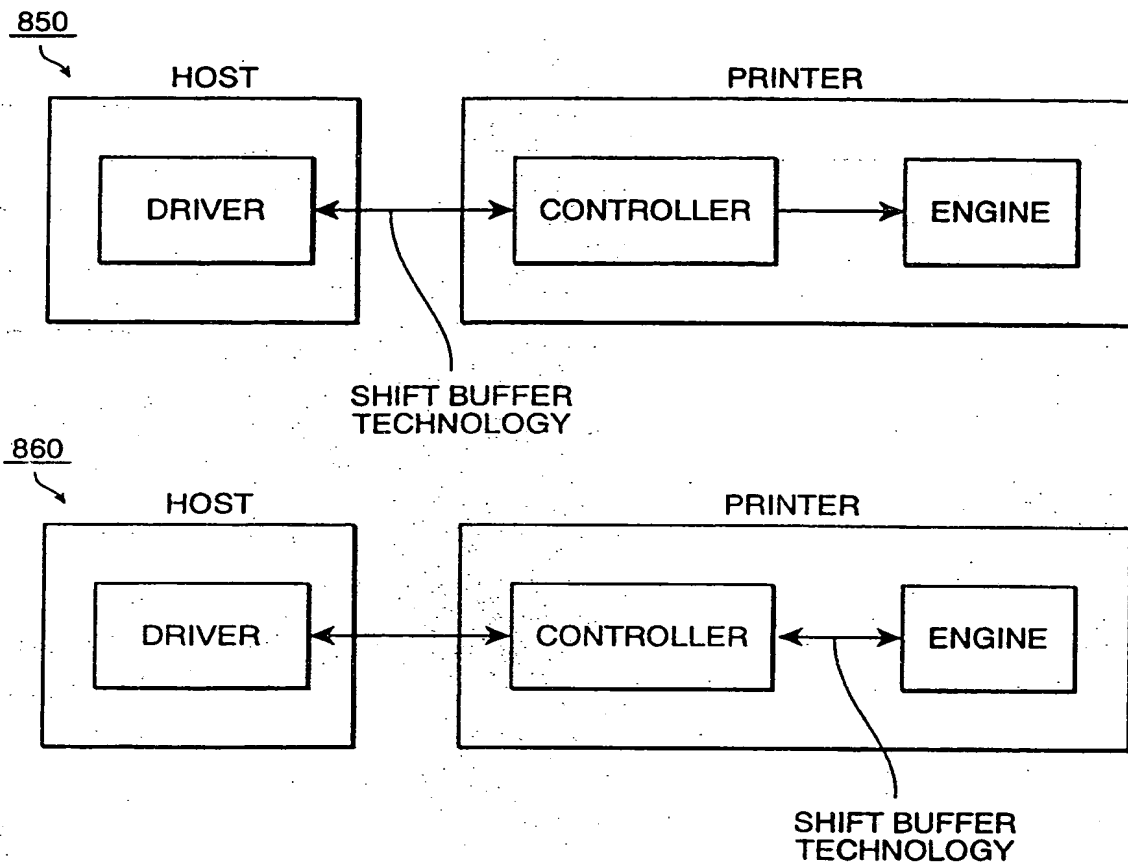 850
HOST
PRINTER
DRIVER
CONTROLLER
ENGINE
SHIFT BUFFER
TECHNOLOGY
860
HOST
PRINTER
DRIVER
CONTROLLER
ENGINE
SHIFT BUFFER
TECHNOLOGY